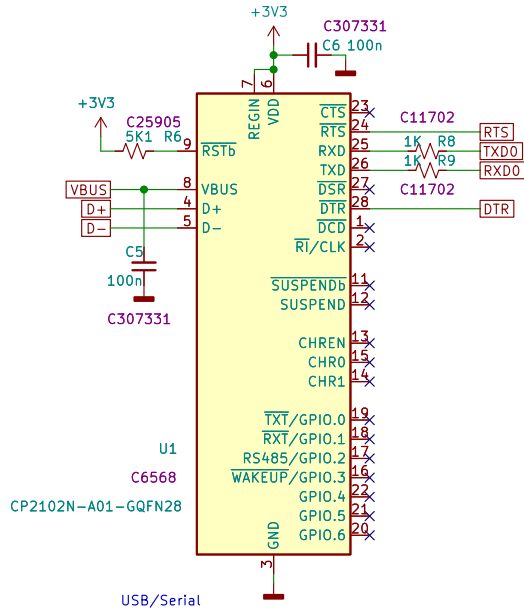 +3V3
C307331
C6 100n
7
6
REGIN
VDD
+3V3
C25905
5K1 R6
9 RSTb
VBUS 8 VBUS
D+ 4 D+
D- 5 D-
C5
100n
C307331
CTS 23
C11702
RTS 24 RTS
RXD 25 1K R8 TXD0
TXD 26 1K R9 RXD0
DSR 27
C11702
DTR 28 DTR
DCD 1
RI/CLK 2
SUSPENDb 11
SUSPEND 12
CHREN 13
CHR0 15
CHR1 14
TXT/GPIO.0 19
RXT/GPIO.1 18
RS485/GPIO.2 17
WAKEUP/GPIO.3 16
GPIO.4 22
GPIO.5 21
GPIO.6 20
U1
C6568
CP2102N-A01-GQFN28
GND
3
USB/Serial